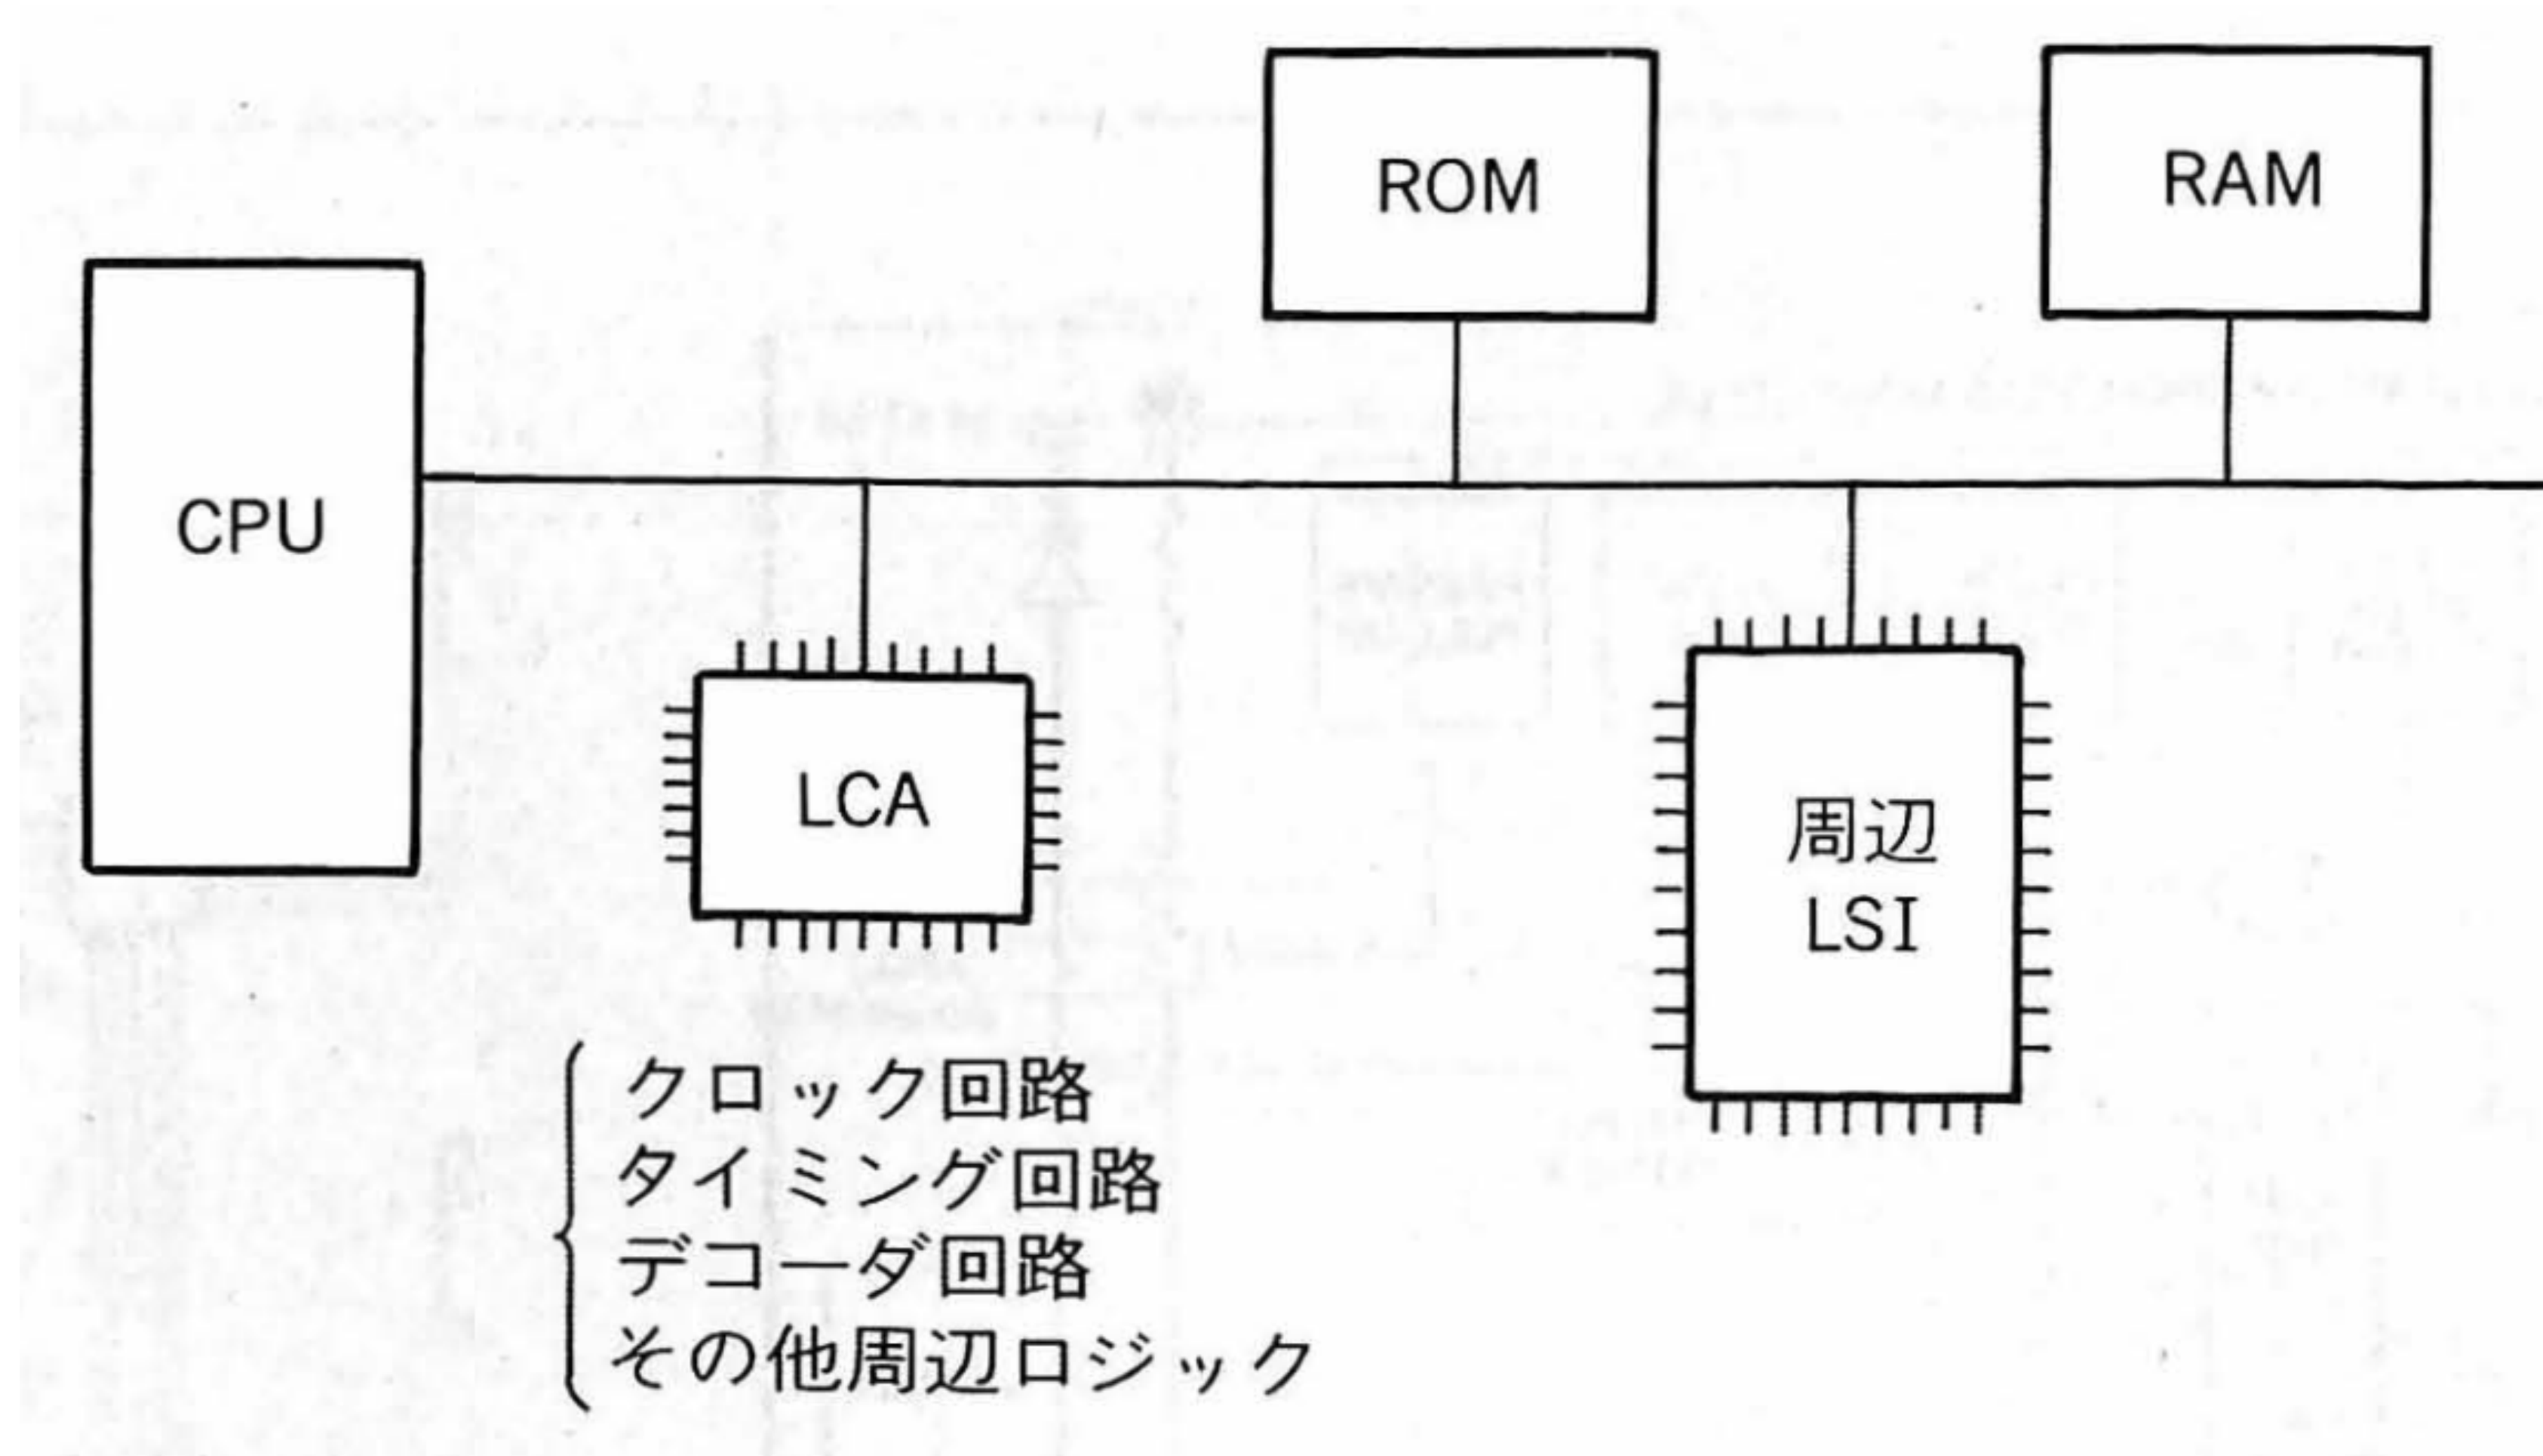 ROM
RAM
CPU
LCA
周辺
LSI
クロック回路
タイミング回路
デコーダ回路
その他周辺ロジック